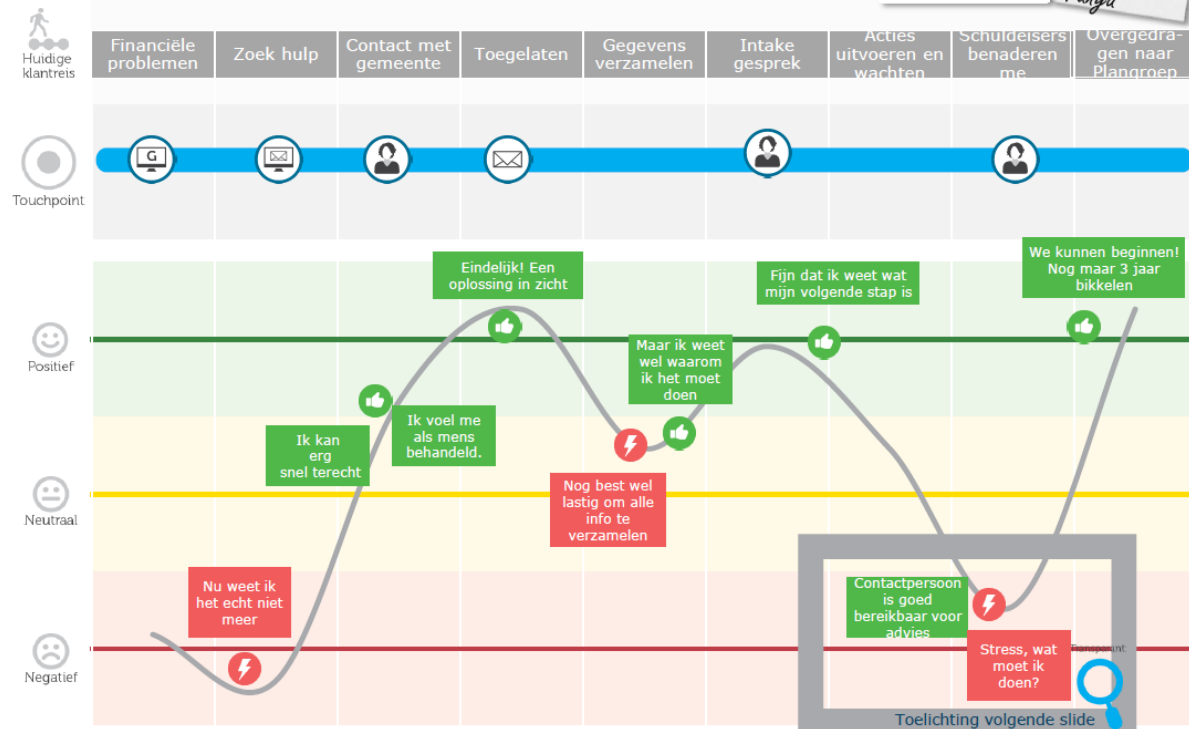 Huidige
klantreis
Financiële
problemen
Zoek hulp
Contact met
gemeente
Toegelaten
Gegevens
verzamelen
Intake
gesprek
Acties
uitvoeren en
wachten
Schuldeisers
benaderen
me
Overgedra-
gen naar
Plangroep
Touchpoint
G
Eindelijk! Een
oplossing in zicht
Fijn dat ik weet wat
mijn volgende stap is
We kunnen beginnen!
Nog maar 3 jaar
bikkelen
Positief
Maar ik weet
wel waarom
ik het moet
doen
Ik kan
erg
snel terecht
Ik voel me
als mens
behandeld.
Neutraal
Nog best wel
lastig om alle
info te
verzamelen
Nu weet ik
het echt niet
meer
Contactpersoon
is goed
bereikbaar voor
advies
Negatief
Stress, wat
moet ik
doen?
Transparant
Toelichting volgende slide